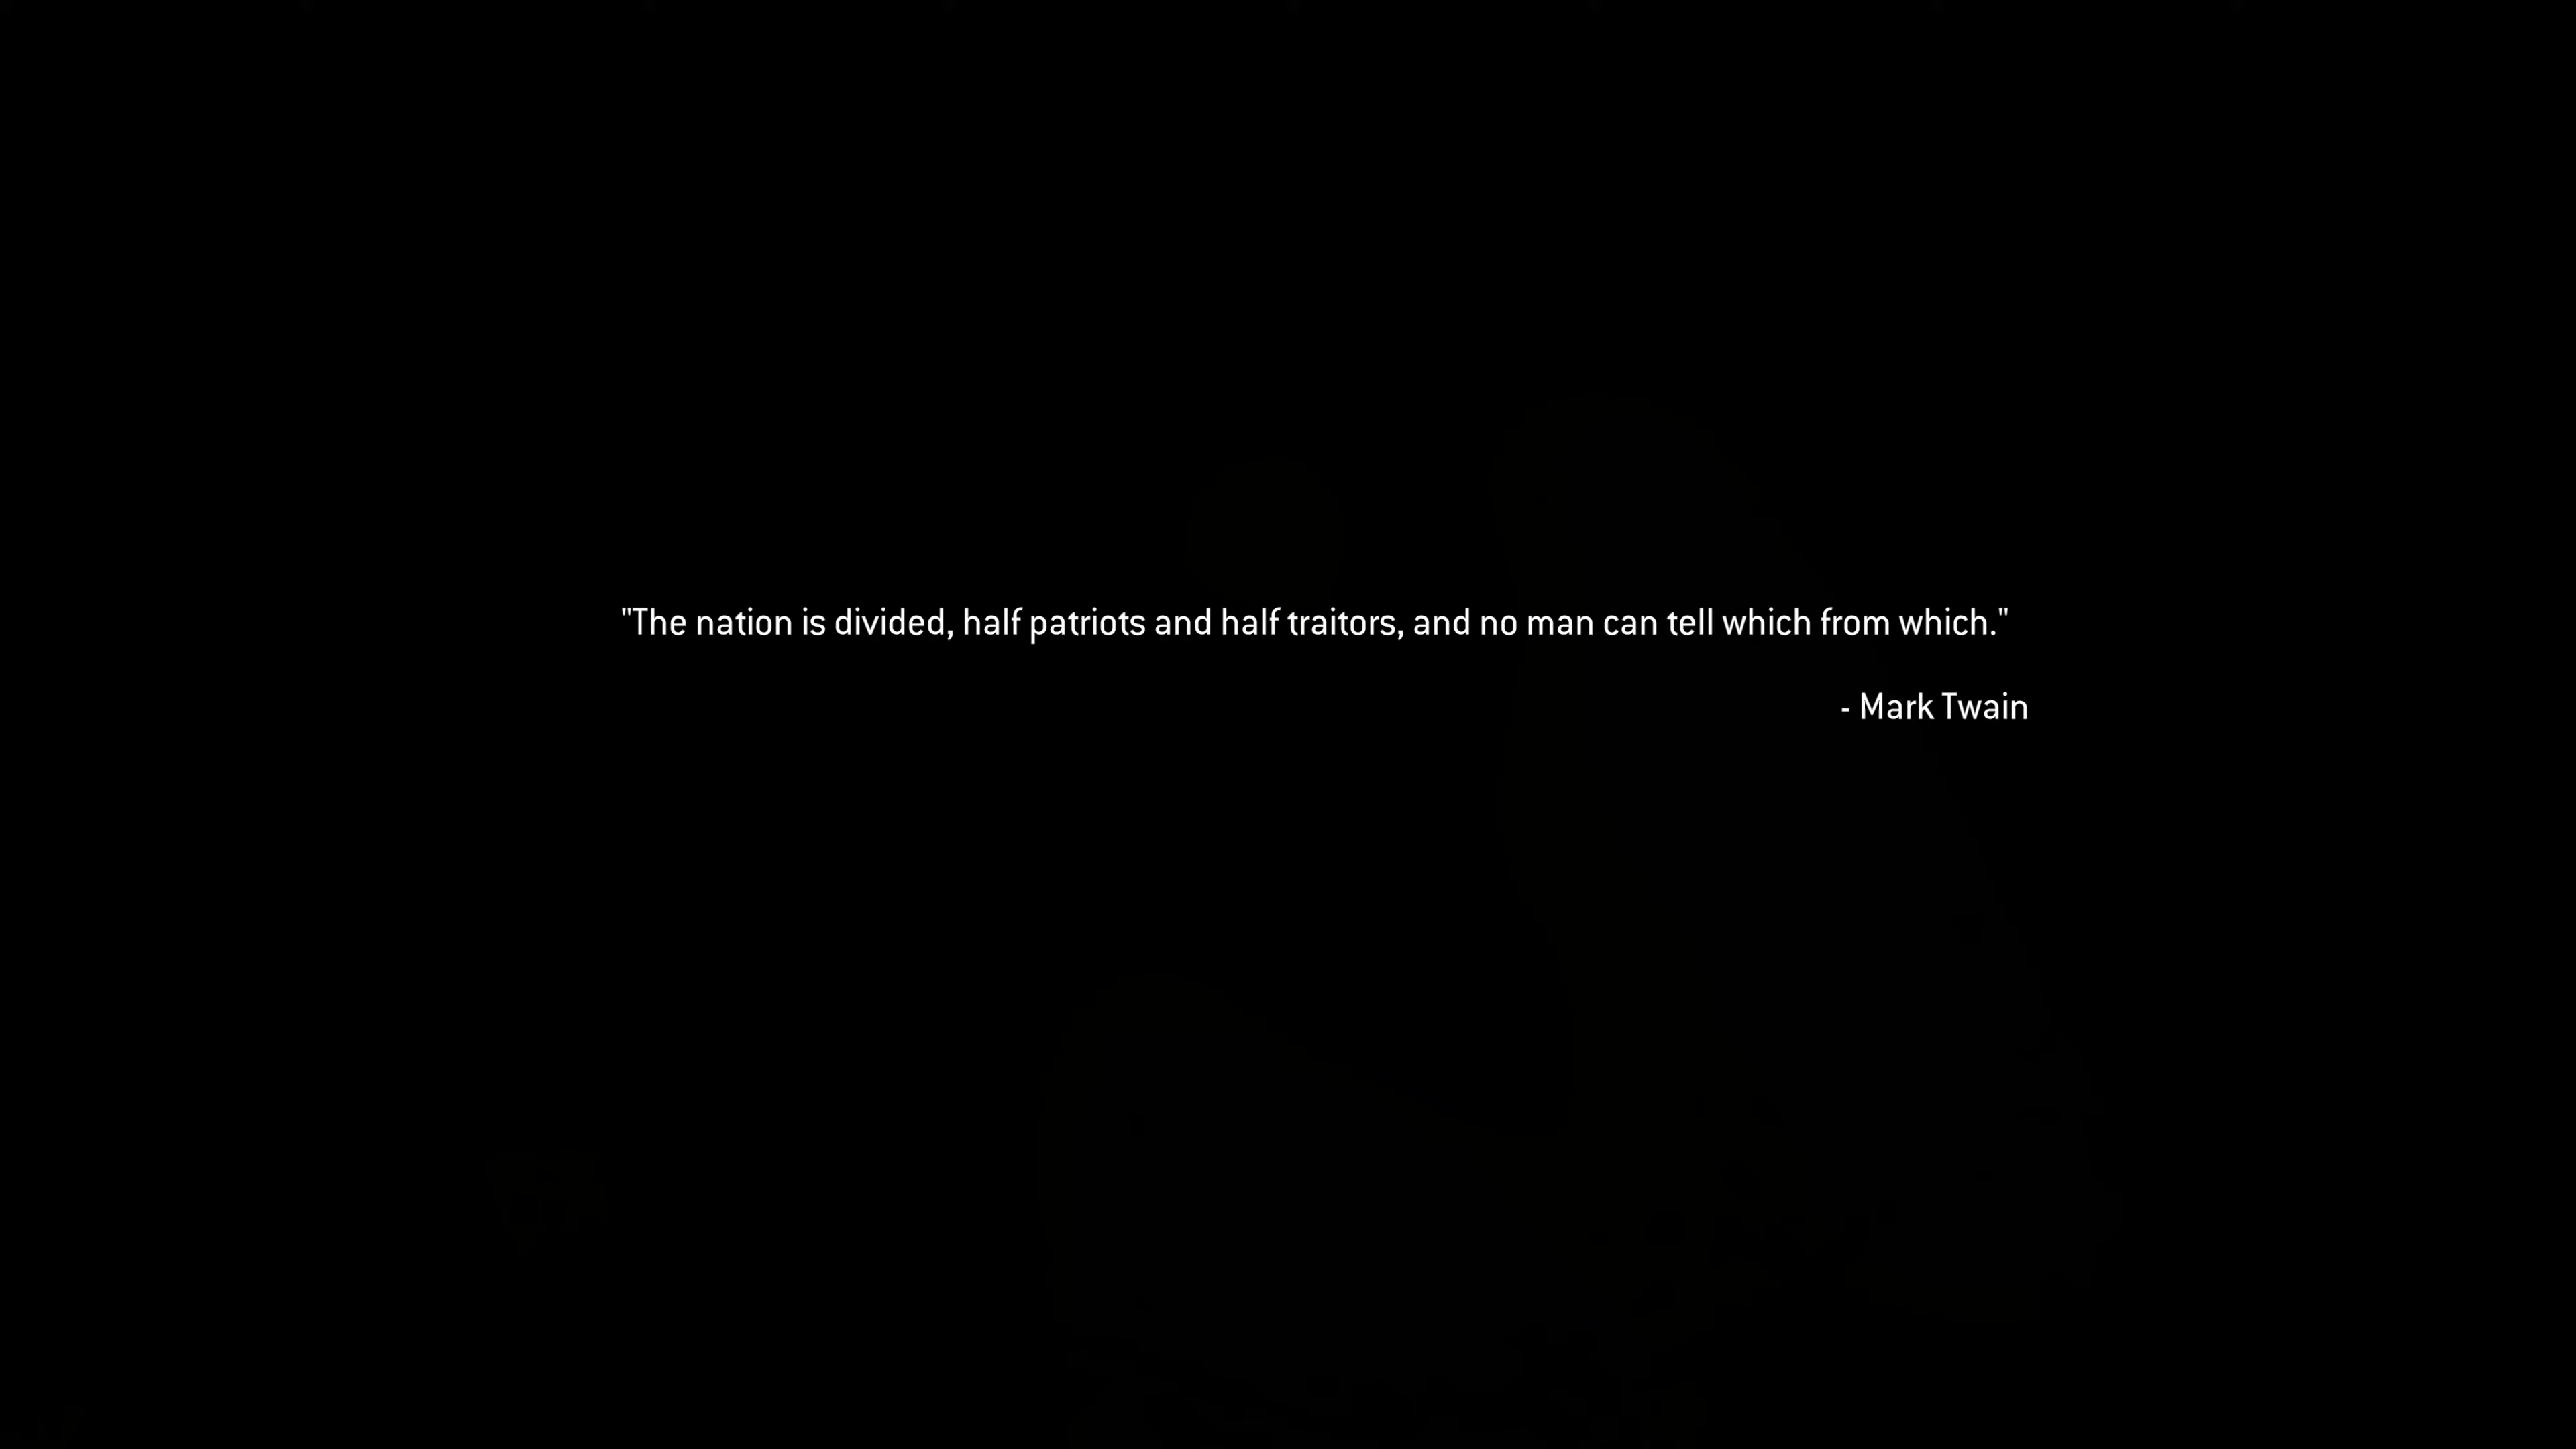 "The nation is divided, half patriots and half traitors, and no man can tell which from which."
- Mark Twain